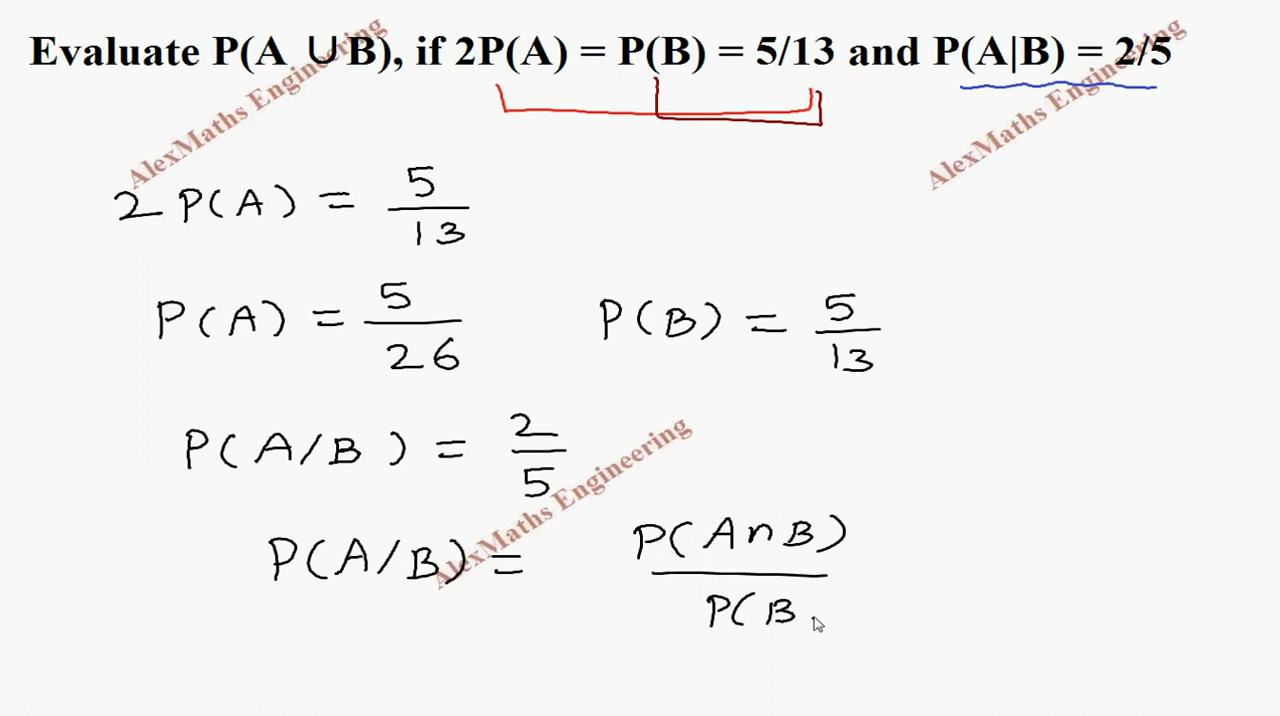 Evaluate P(A ∪ B), if 2P(A) = P(B) = 5/13 and P(A|B) = 2/5
AlexMaths Engineering
AlexMaths Engineering
2 P(A) = 5/13
P(A) = 5/26 P(B) = 5/13
P(A/B) = 2/5
AlexMaths Engineering
P(A/B) = P(A∩B)/P(B